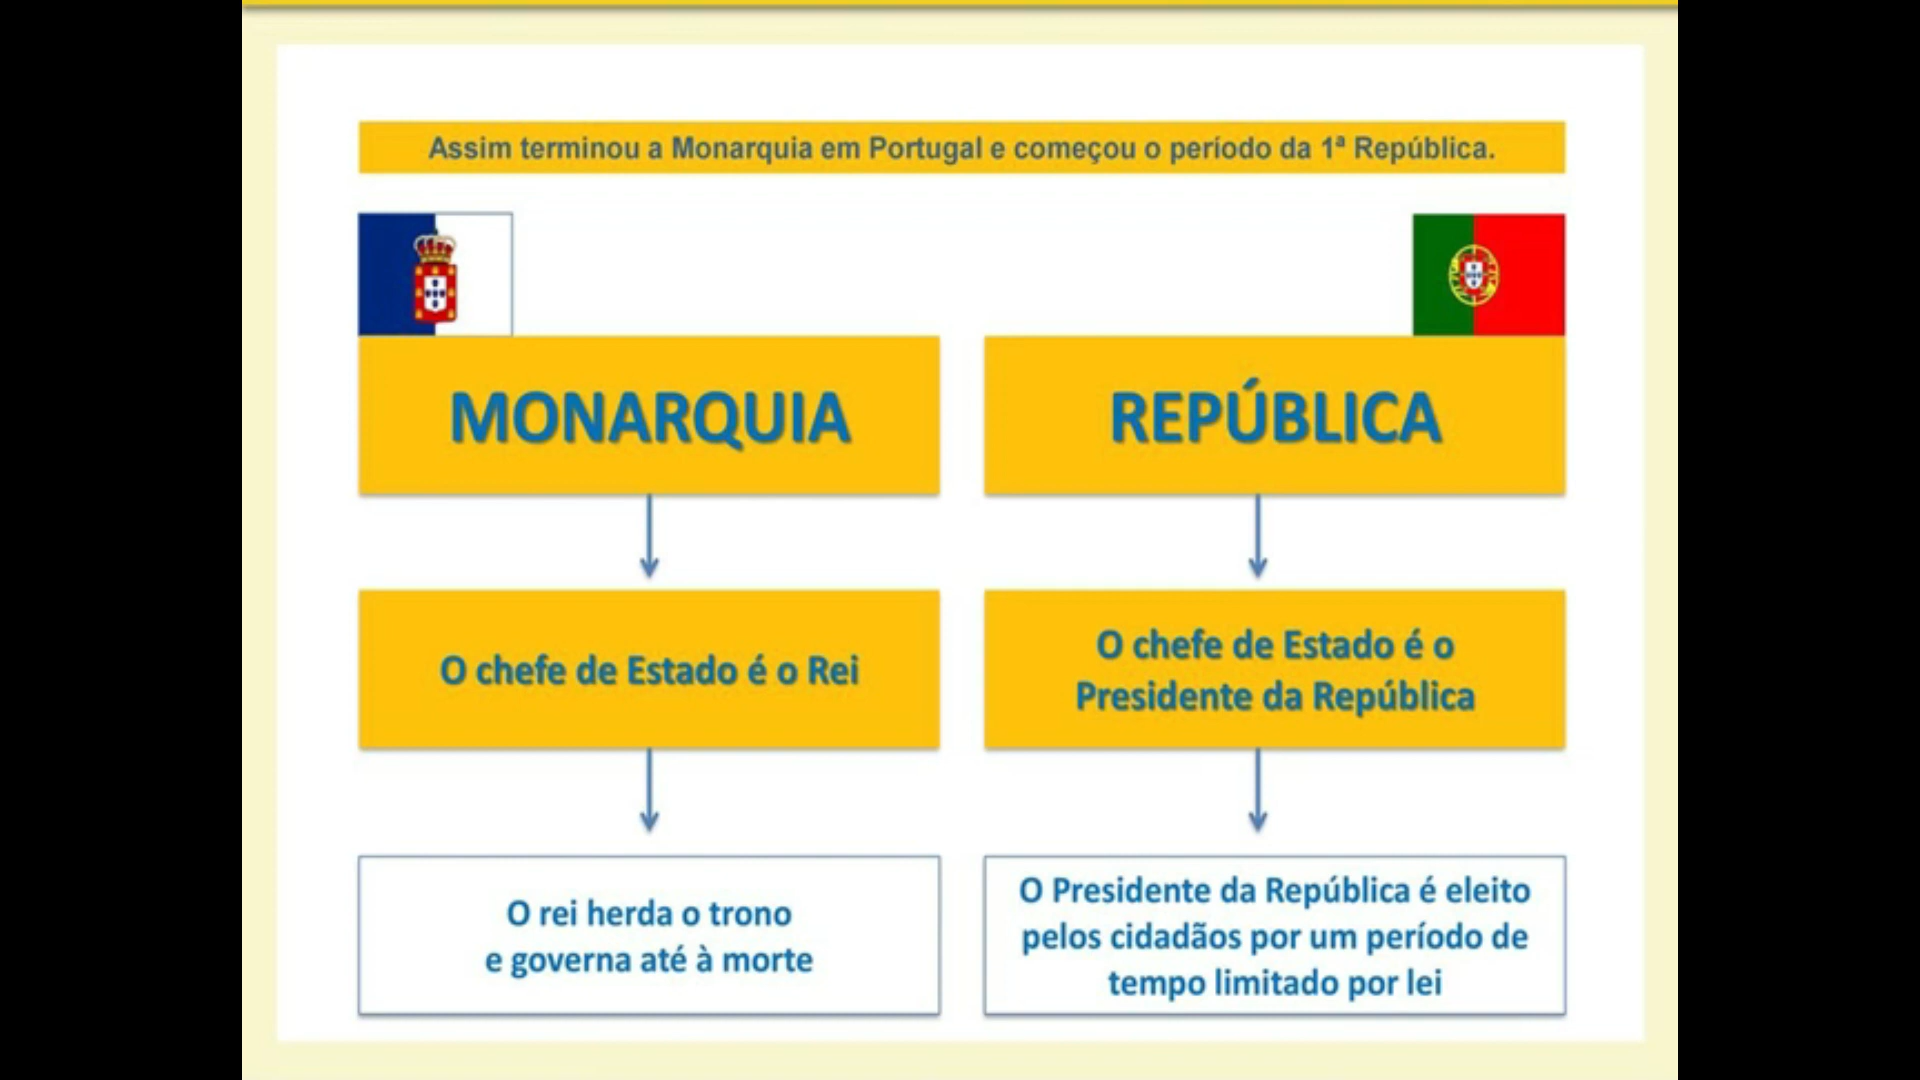 Assim terminou a Monarquia em Portugal e começou o período da 1ª República.
MONARQUIA
REPÚBLICA
O chefe de Estado é o Rei
O chefe de Estado é o
Presidente da República
O rei herda o trono
e governa até à morte
O Presidente da República é eleito
pelos cidadãos por um período de
tempo limitado por lei